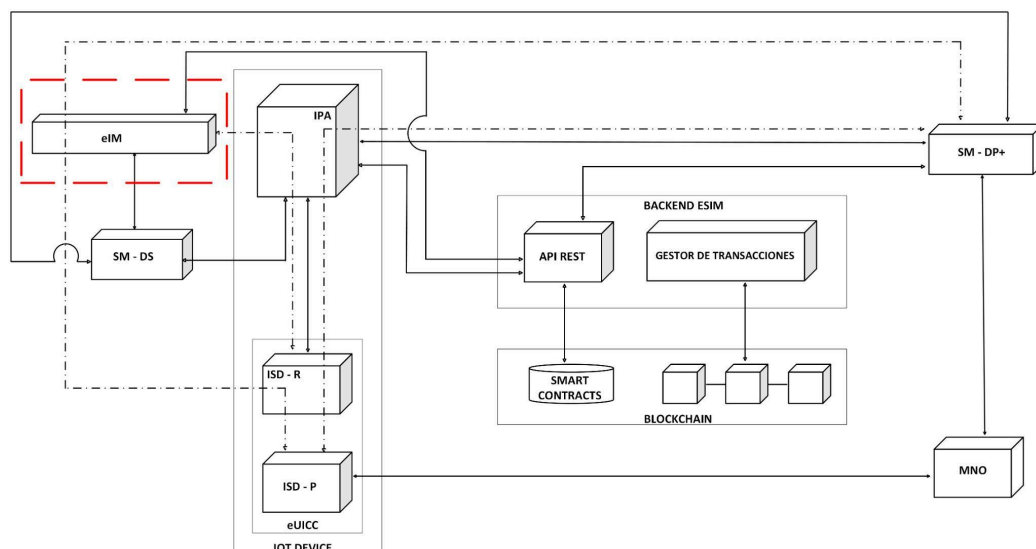 IPA
eIM
SM - DP+
BACKEND ESIM
SM - DS
API REST
GESTOR DE TRANSACCIONES
ISD - R
SMART
CONTRACTS
BLOCKCHAIN
ISD - P
MNO
eUICC
IOT DEVICE